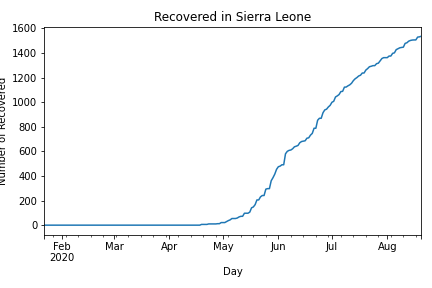 Recovered in Sierra Leone
1600
1400
1200
1000
800
600
400
200
0
Number of Recovered
Feb
2020
Mar
Apr
May
Jun
Jul
Aug
Day